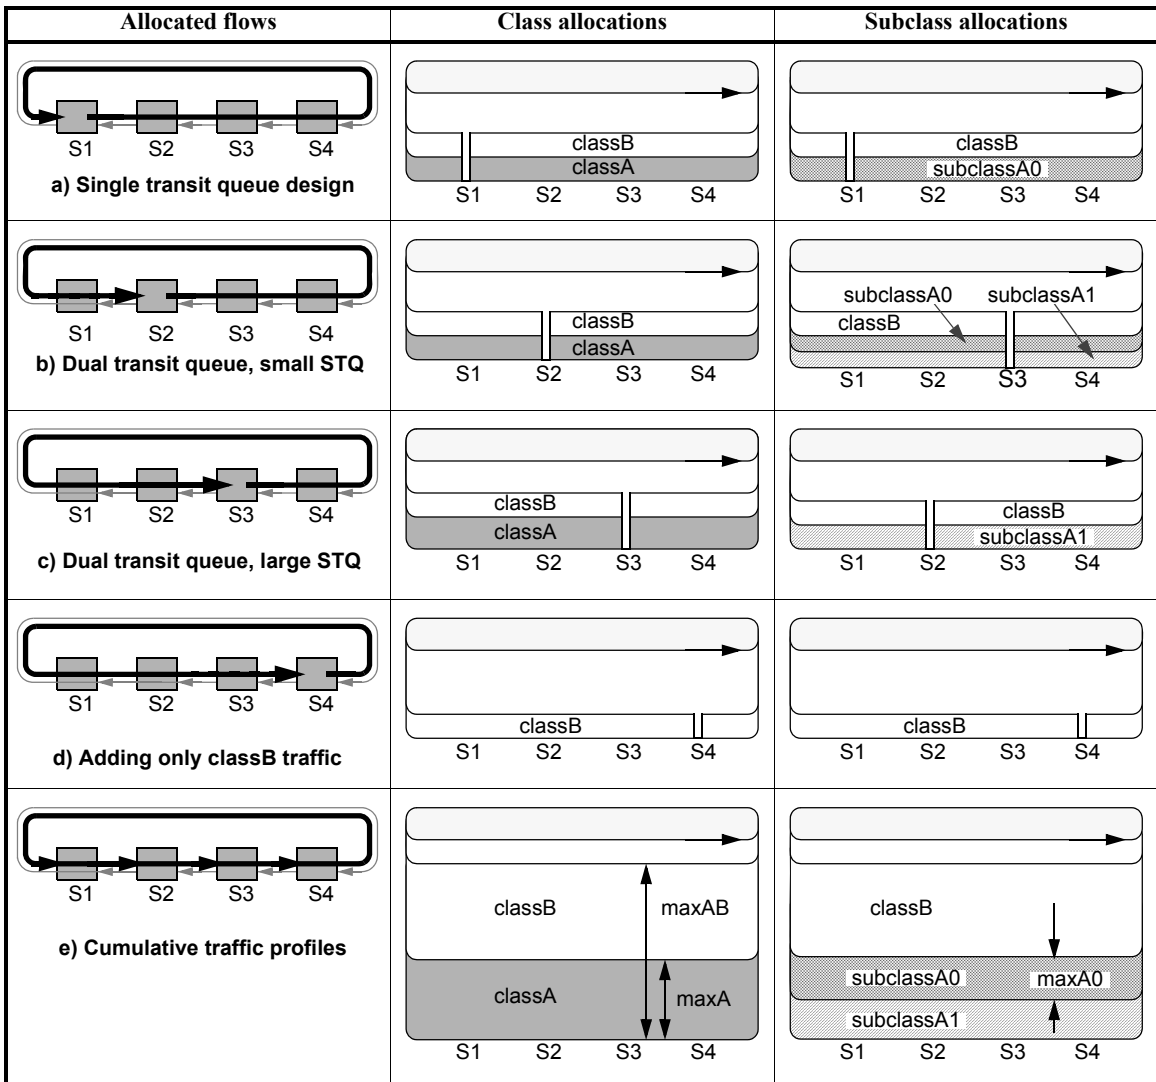 Allocated flows
Class allocations
Subclass allocations
S1 S2 S3 S4
a) Single transit queue design
classB
classA
S1 S2 S3 S4
classB
subclassA0
S1 S2 S3 S4
S1 S2 S3 S4
b) Dual transit queue, small STQ
classB
classA
S1 S2 S3 S4
subclassA0 subclassA1
classB
S1 S2 S3 S4
S1 S2 S3 S4
c) Dual transit queue, large STQ
classB
classA
S1 S2 S3 S4
classB
subclassA1
S1 S2 S3 S4
S1 S2 S3 S4
d) Adding only classB traffic
classB
S1 S2 S3 S4
classB
S1 S2 S3 S4
S1 S2 S3 S4
e) Cumulative traffic profiles
classB maxAB
classA maxA
S1 S2 S3 S4
classB
subclassA0 maxA0
subclassA1
S1 S2 S3 S4